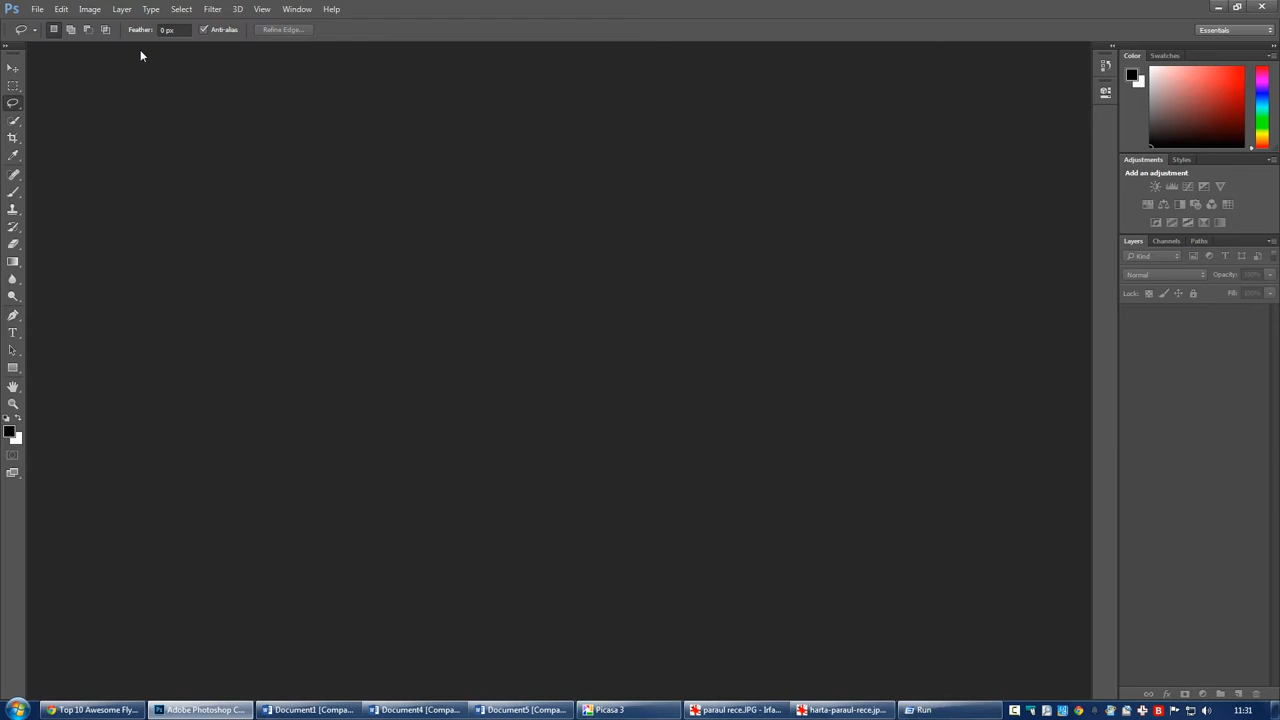 Ps File Edit Image Layer Type Select Filter 3D View Window Help
Feather: 0 px Anti-alias Refine Edge... Essentials
Color Swatches
Adjustments Styles
Add an adjustment
Layers Channels Paths
Kind
Normal Opacity: 100%
Lock: Fill: 100%
Top 10 Awesome Fly... Adobe Photoshop C... Document1 [Compa... Document4 [Compa... Document5 [Compa... Picasa 3 paraul rece.JPG - Irfa... harta-paraul-rece.jp... Run 11:31